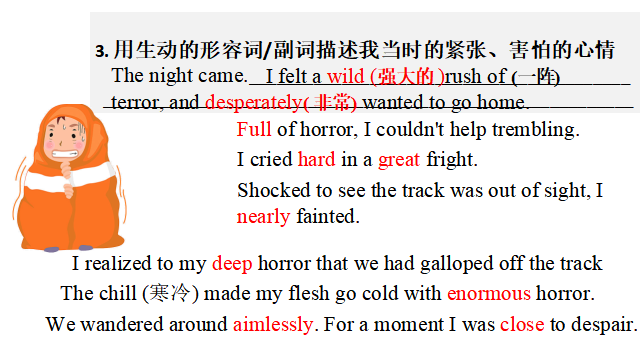 3. 用生动的形容词/副词描述我当时的紧张、害怕的心情
The night came. I felt a wild (强大的 )rush of (一阵)
terror, and desperately( 非常) wanted to go home.
Full of horror, I couldn't help trembling.
I cried hard in a great fright.
Shocked to see the track was out of sight, I
nearly fainted.
I realized to my deep horror that we had galloped off the track
The chill (寒冷) made my flesh go cold with enormous horror.
We wandered around aimlessly. For a moment I was close to despair.